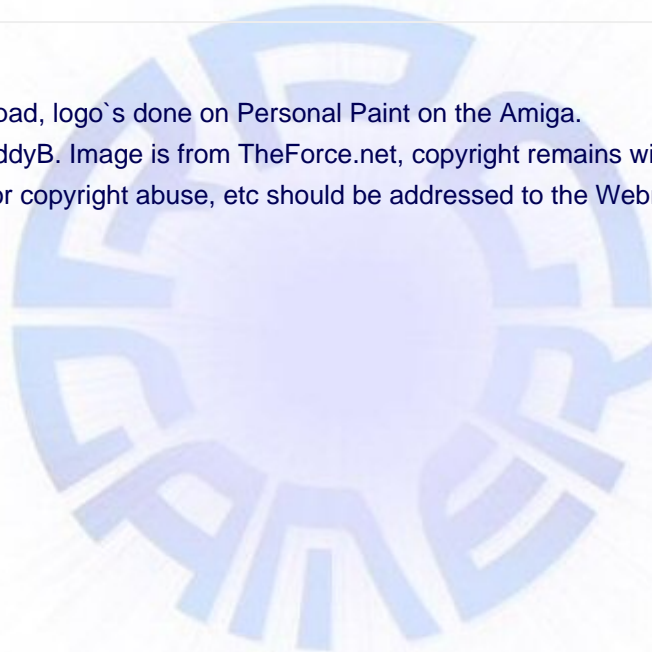 oad, logo`s done on Personal Paint on the Amiga.
ddyB. Image is from TheForce.net, copyright remains wi
or copyright abuse, etc should be addressed to the Webr